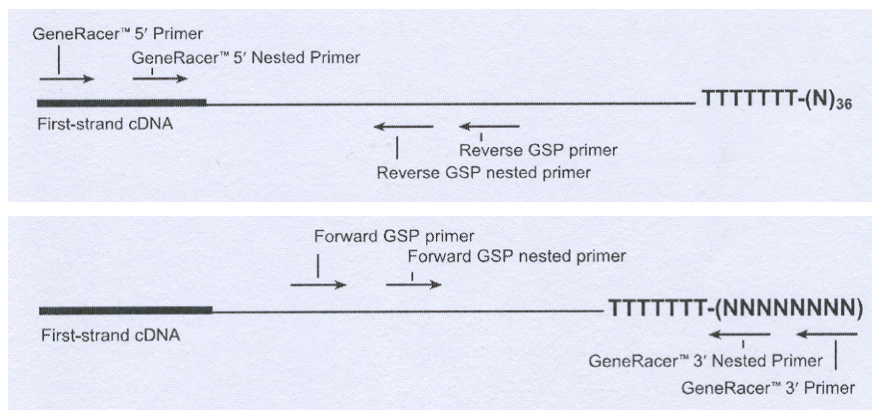 GeneRacer™ 5′ Primer
GeneRacer™ 5′ Nested Primer
TTTTTTT-(N)36
First-strand cDNA
Reverse GSP primer
Reverse GSP nested primer
Forward GSP primer
Forward GSP nested primer
TTTTTTT-(NNNNNNNN)
First-strand cDNA
GeneRacer™ 3′ Nested Primer
GeneRacer™ 3′ Primer